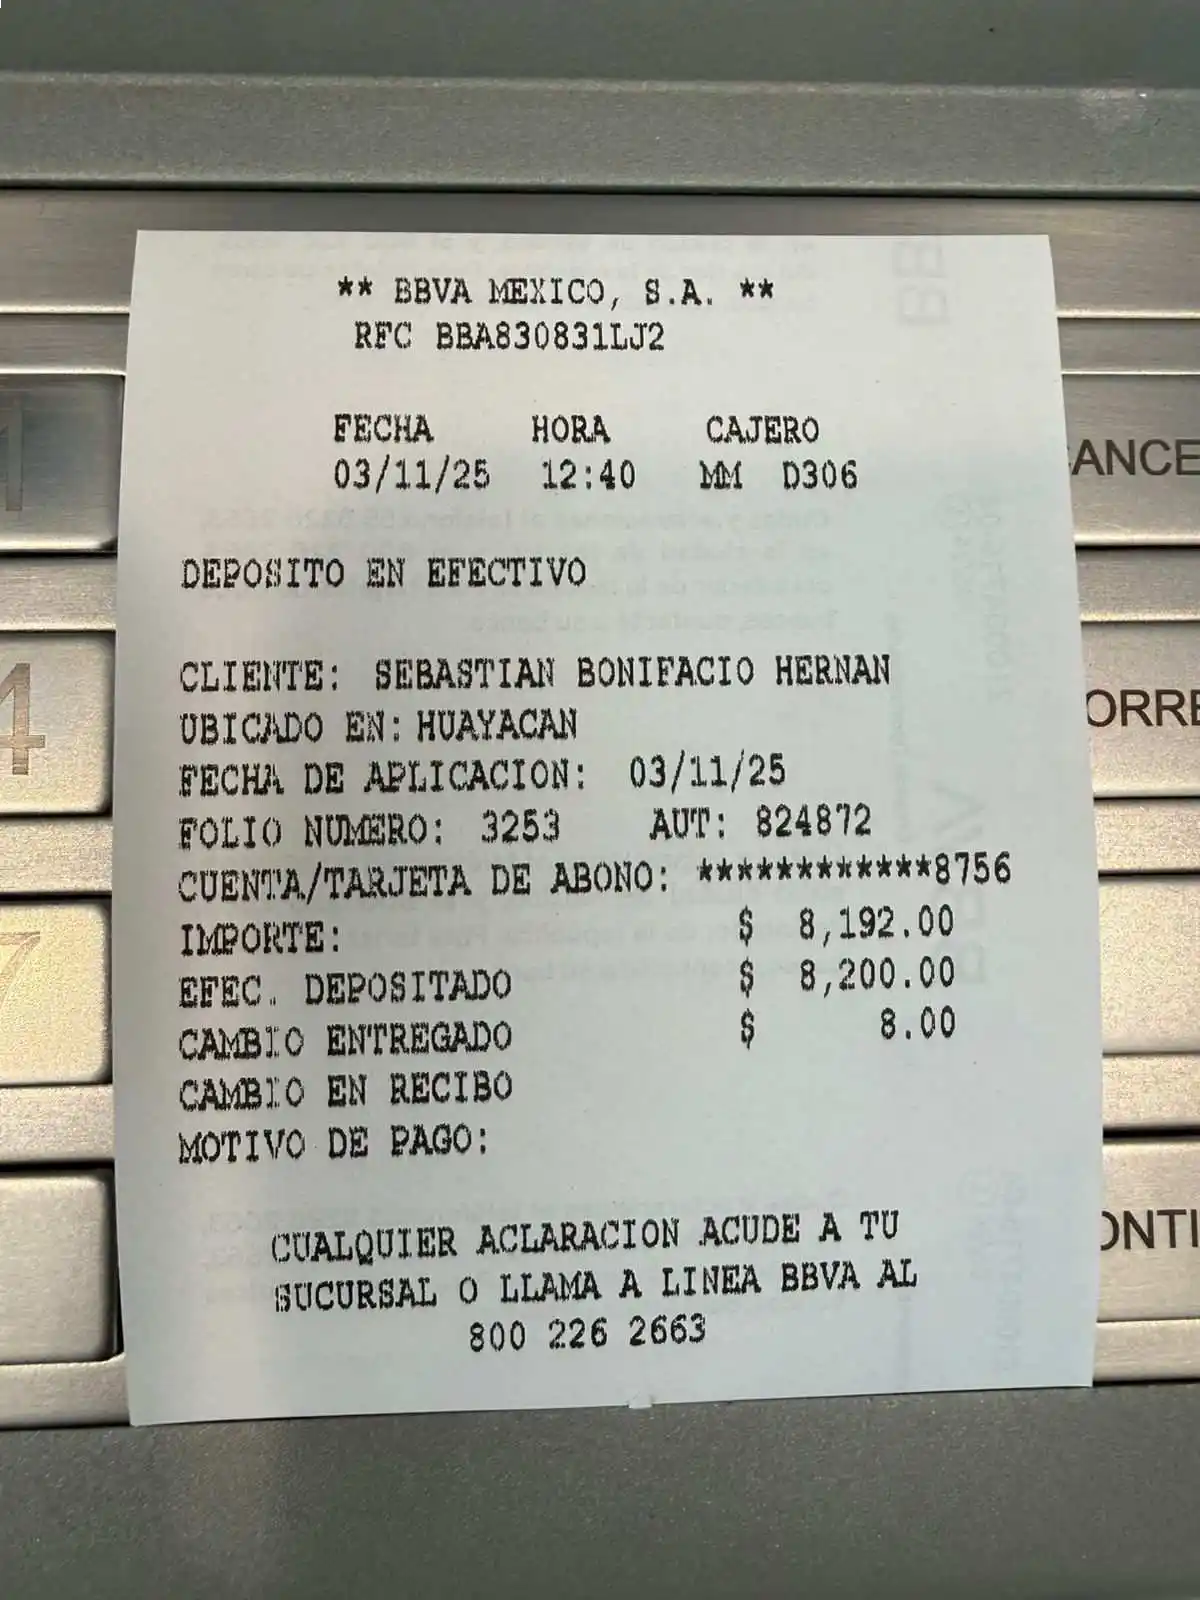 ** BBVA MEXICO, S.A. **
RFC BBA830831LJ2
FECHA HORA CAJERO
03/11/25 12:40 MM D306
DEPOSITO EN EFECTIVO
CLIENTE: SEBASTIAN BONIFACIO HERNAN
UBICADO EN: HUAYACAN
FECHA DE APLICACION: 03/11/25
FOLIO NUMERO: 3253 AUT: 824872
CUENTA/TARJETA DE ABONO: ************8756
IMPORTE: $ 8,192.00
EFEC. DEPOSITADO $ 8,200.00
CAMBIO ENTREGADO $ 8.00
CAMBIO EN RECIBO
MOTIVO DE PAGO:
CUALQUIER ACLARACION ACUDE A TU
SUCURSAL O LLAMA A LINEA BBVA AL
800 226 2663
1
4
7
ANCE
ORRE
ONTI